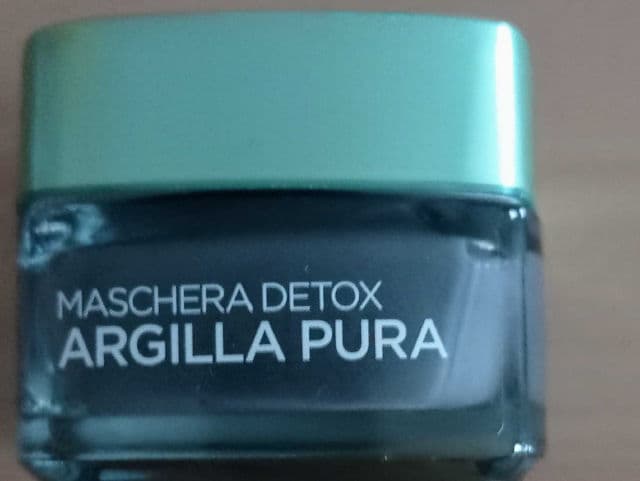 MASCHERA DETOX
ARGILLA PURA